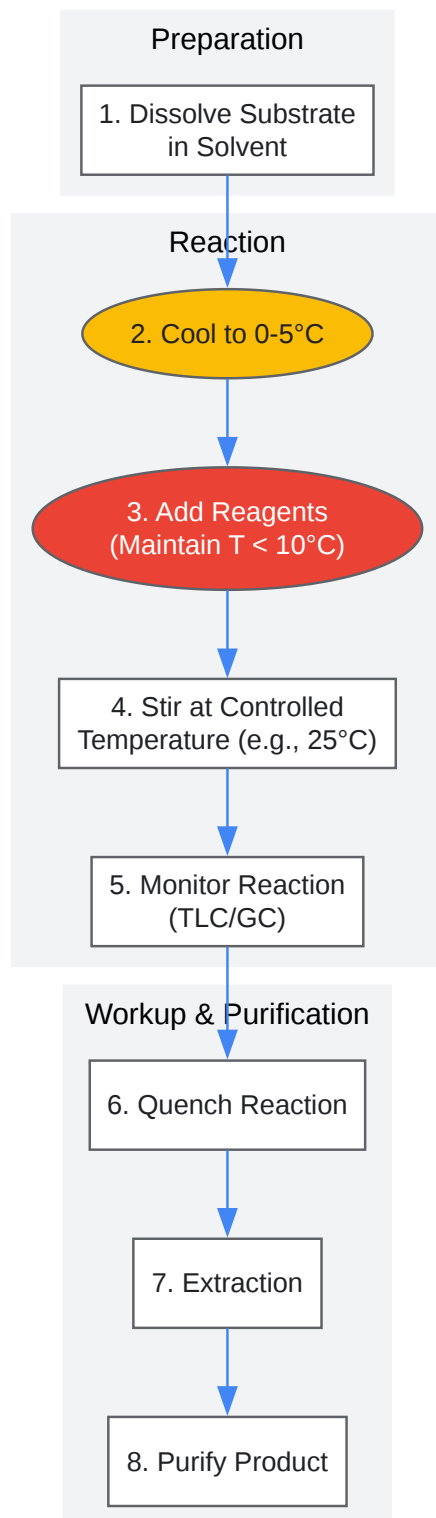 Preparation
1. Dissolve Substrate
in Solvent
Reaction
2. Cool to 0-5°C
3. Add Reagents
(Maintain T < 10°C)
4. Stir at Controlled
Temperature (e.g., 25°C)
5. Monitor Reaction
(TLC/GC)
Workup & Purification
6. Quench Reaction
7. Extraction
8. Purify Product